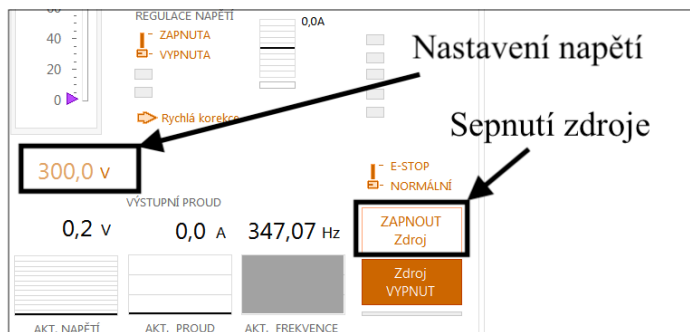 60
40
20
0
REGULACE NAPĚTÍ
ZAPNUTA
VYPNUTA
Rychlá korekce
0,0A
Nastavení napětí
Sepnutí zdroje
300,0 V
E-STOP
NORMÁLNÍ
VÝSTUPNÍ PROUD
0,2 V
0,0 A
347,07 Hz
ZAPNOUT
Zdroj
Zdroj
VYPNUT
AKT. NAPĚTÍ
AKT. PROUD
AKT. FREKVENCE